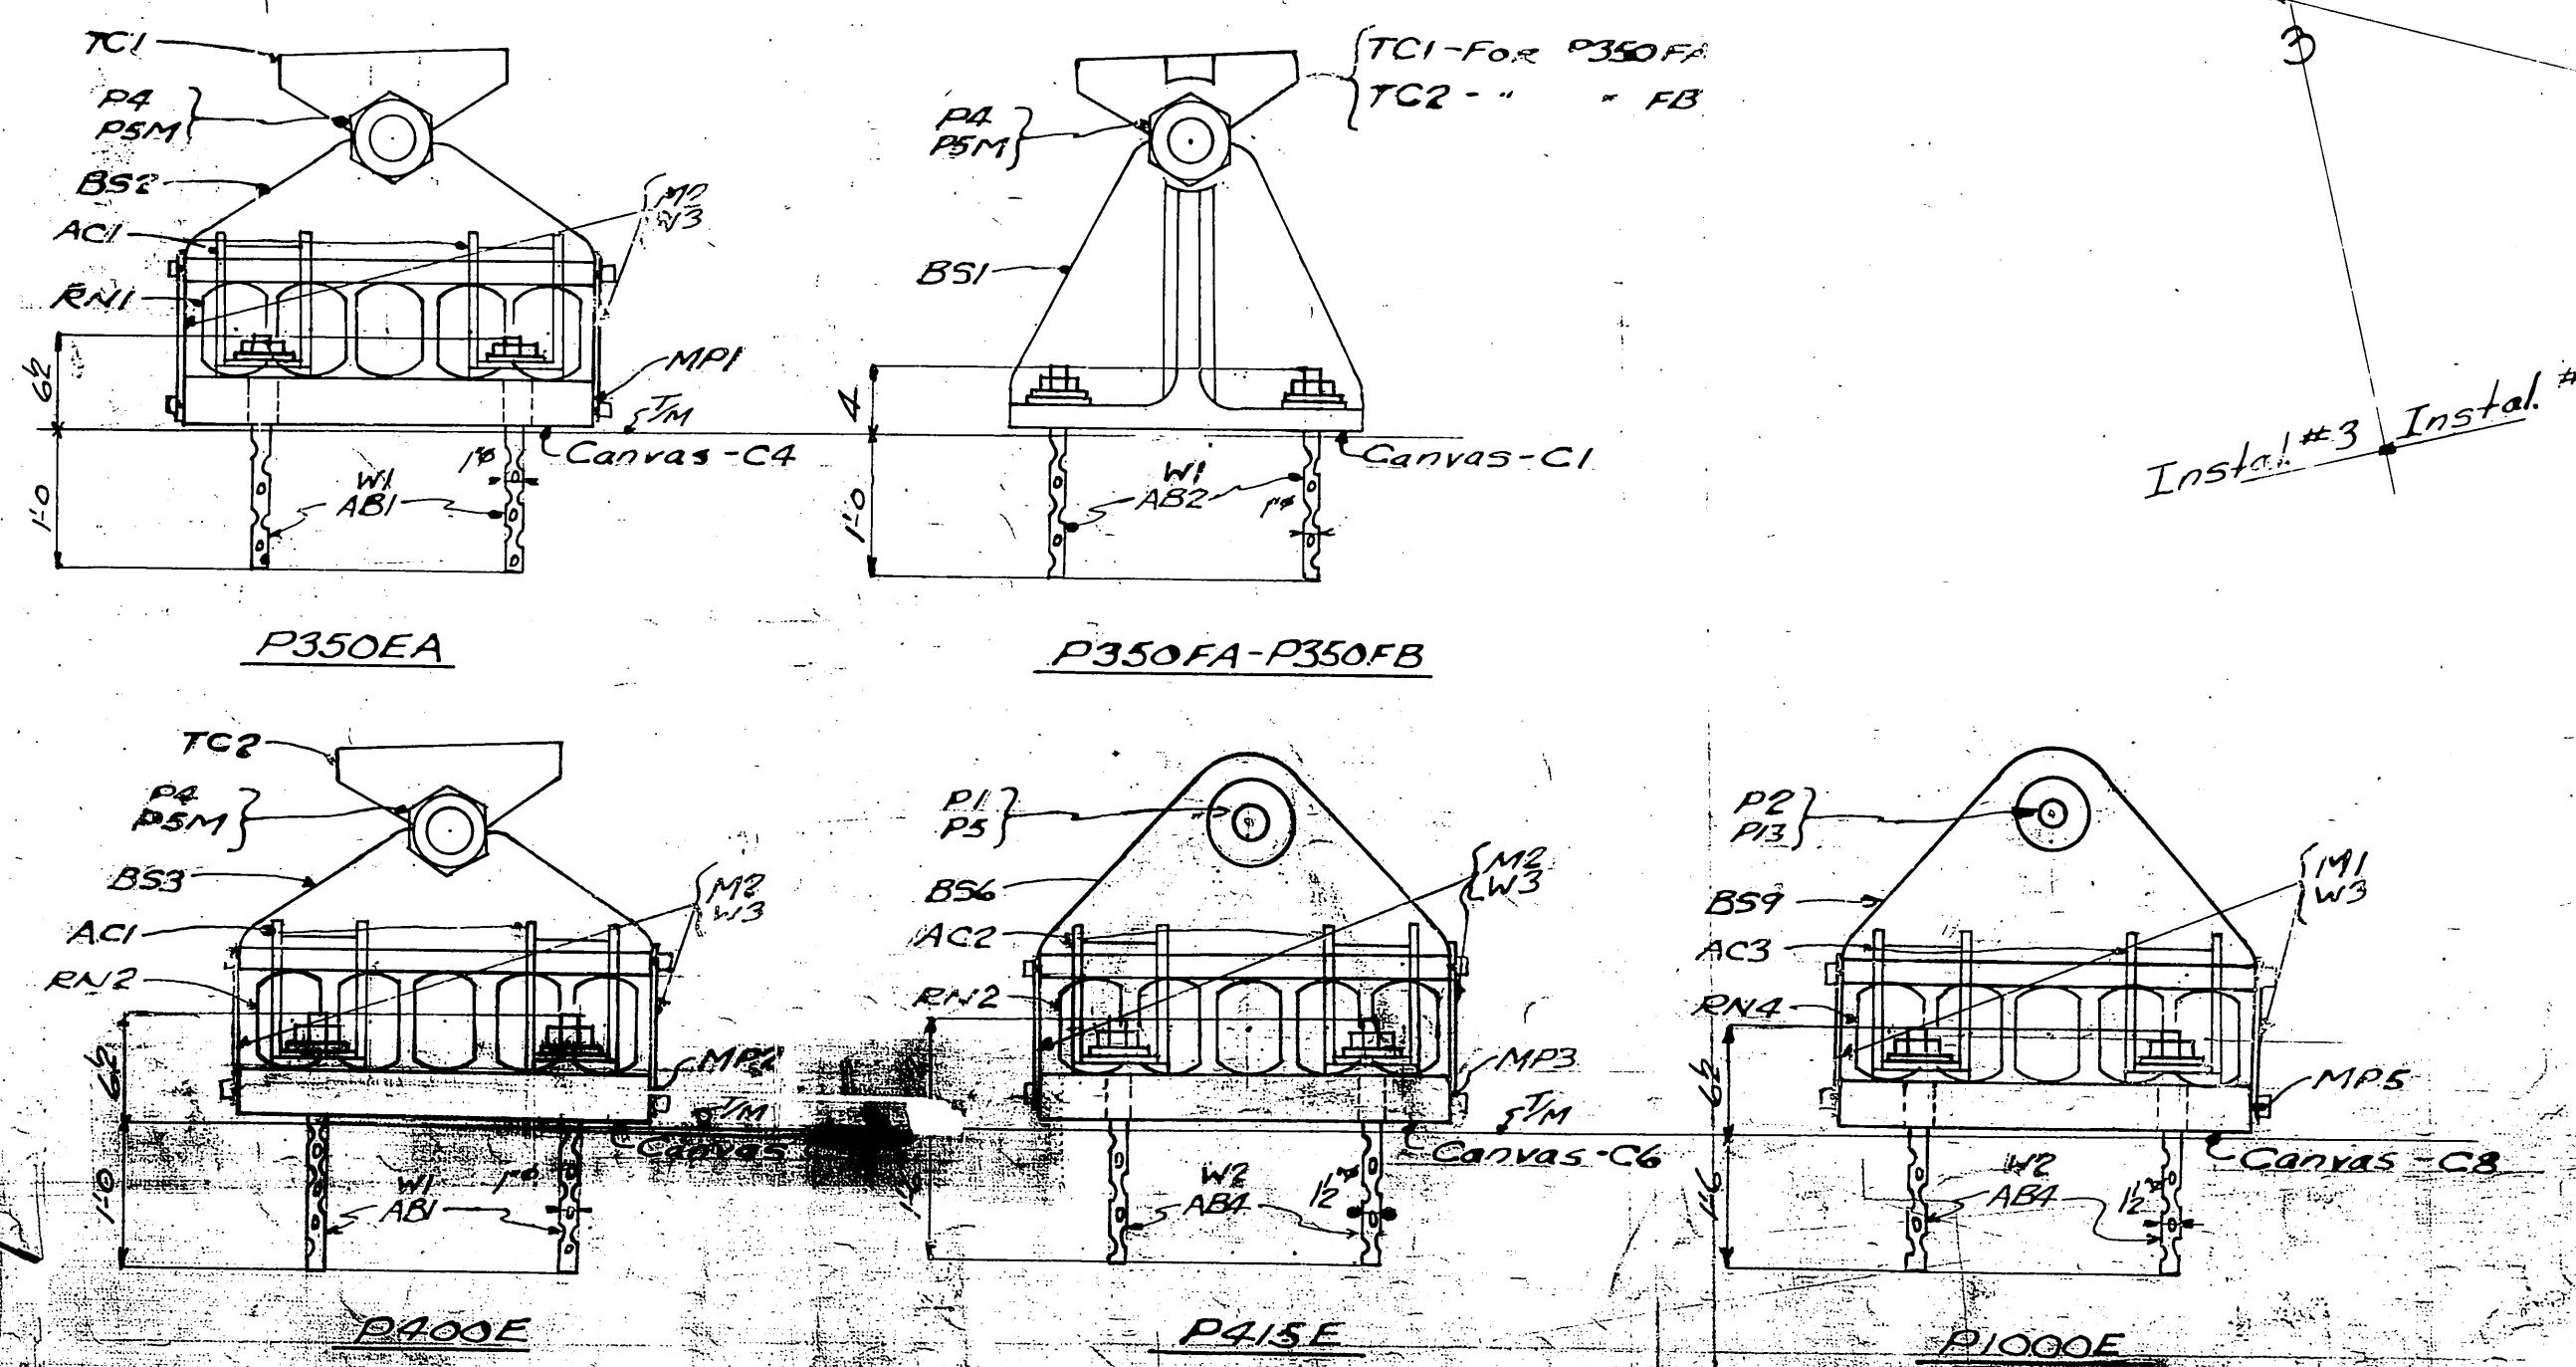 TC1
P4
P5M
BS2
AC1
RN1
M2
W3
MP1
T/M
Canvas-C4
6½
1'-0
1"ø
W1
AB1
P350EA
TC1-FOR P350FA
TC2- " " FB
P4
P5M
BS1
4
1'-0
Canvas-C1
W1
AB2
1"ø
P350FA-P350FB
3
Instal. #3
Instal. #
TC2
P4
P5M
BS3
AC1
RN2
M2
W3
MP2
T/M
Canvas
6½
1'-0
W1
AB1
1"ø
P400E
P1
P5
BS6
AC2
RN2
M2
W3
MP3
T/M
Canvas-C6
W2
AB4
1½"ø
P415E
P2
P13
BS9
AC3
RN4
M1
W3
MP5
Canvas-C8
6½
1'-6
W2
AB4
1½"ø
P1000E